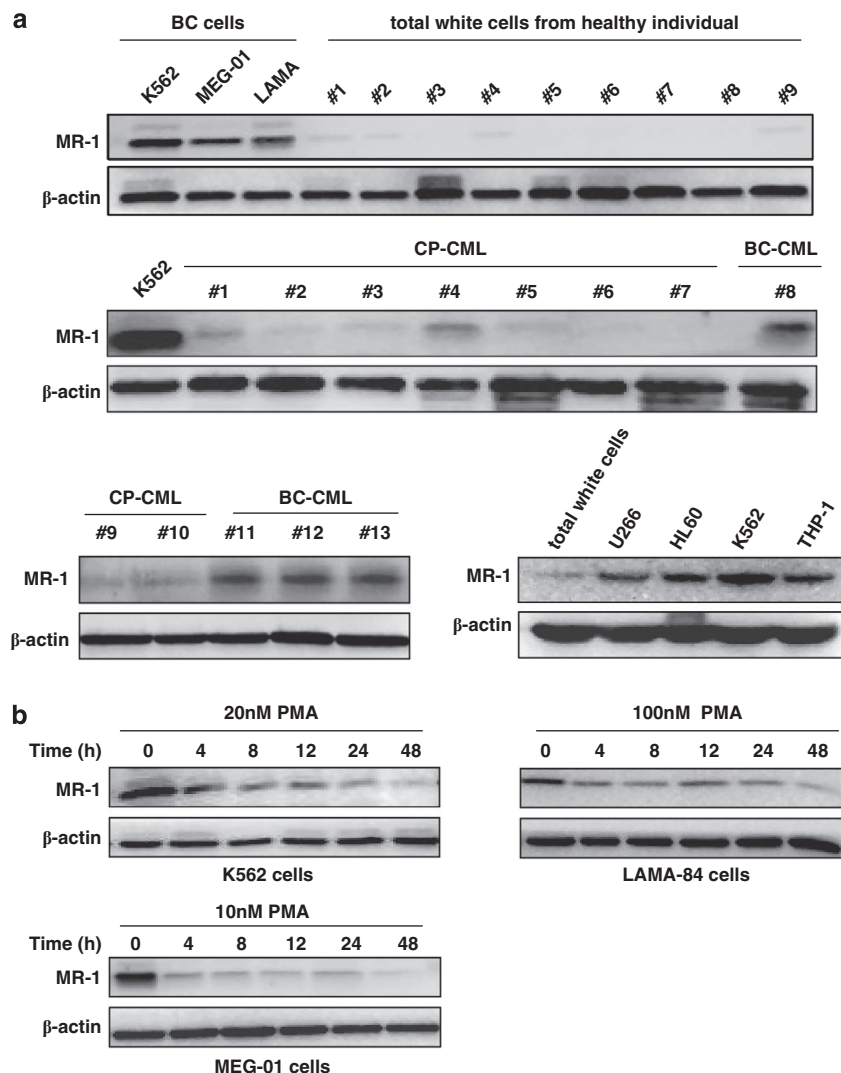 a
BC cells
total white cells from healthy individual
K562 MEG-01 LAMA #1 #2 #3 #4 #5 #6 #7 #8 #9
MR-1
β-actin
CP-CML BC-CML
K562 #1 #2 #3 #4 #5 #6 #7 #8
MR-1
β-actin
CP-CML BC-CML
#9 #10 #11 #12 #13
MR-1
β-actin
total white cells U266 HL60 K562 THP-1
MR-1
β-actin
b
20nM PMA
Time (h) 0 4 8 12 24 48
MR-1
β-actin
K562 cells
100nM PMA
0 4 8 12 24 48
LAMA-84 cells
10nM PMA
Time (h) 0 4 8 12 24 48
MR-1
β-actin
MEG-01 cells